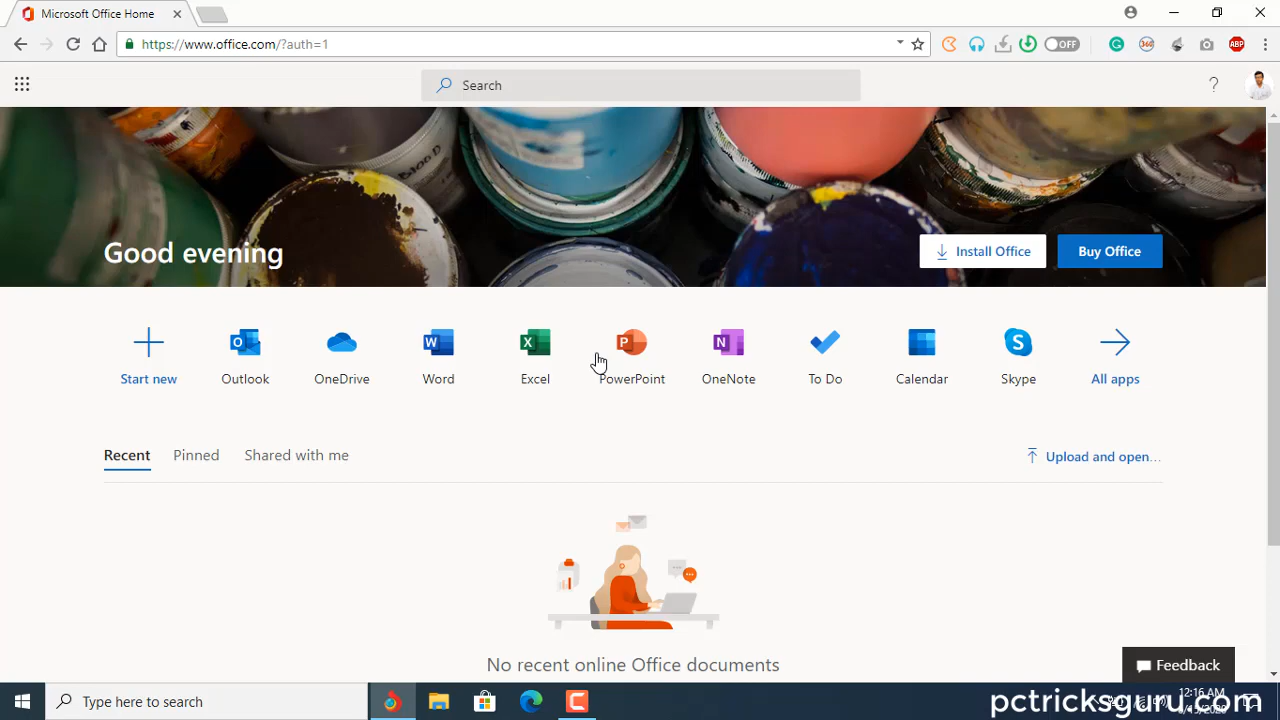 Microsoft Office Home
https://www.office.com/?auth=1
OFF
ABP
Search
?
Good evening
Install Office
Buy Office
Start new
Outlook
OneDrive
Word
Excel
PowerPoint
OneNote
To Do
Calendar
Skype
All apps
Recent
Pinned
Shared with me
Upload and open...
No recent online Office documents
Feedback
Type here to search
12:16 AM
pctricksguru.com